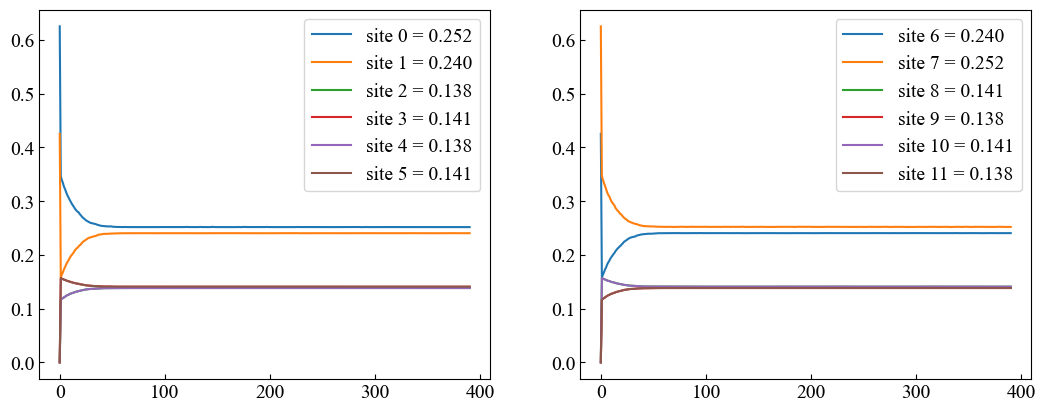 0.6
0.5
0.4
0.3
0.2
0.1
0.0
0
100
200
300
400
site 0 = 0.252
site 1 = 0.240
site 2 = 0.138
site 3 = 0.141
site 4 = 0.138
site 5 = 0.141
0.6
0.5
0.4
0.3
0.2
0.1
0.0
0
100
200
300
400
site 6 = 0.240
site 7 = 0.252
site 8 = 0.141
site 9 = 0.138
site 10 = 0.141
site 11 = 0.138